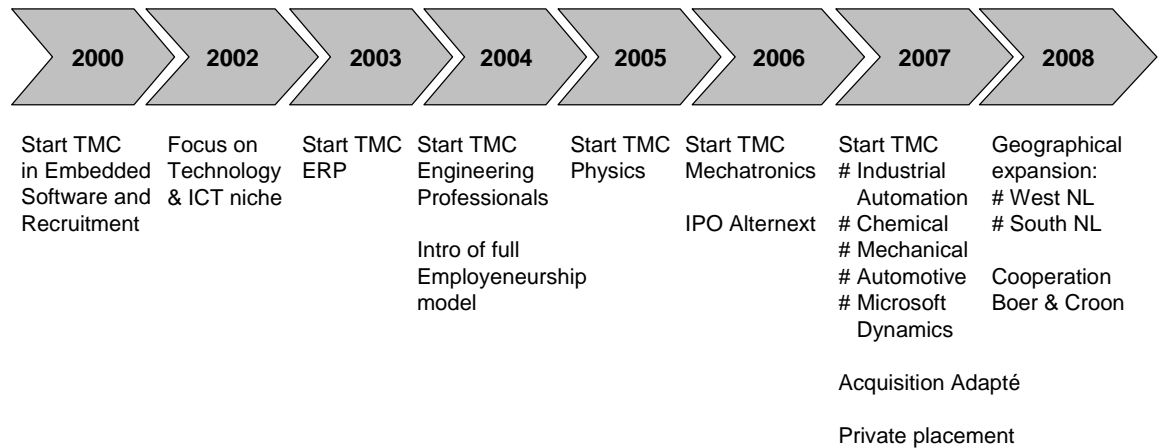 2000
2002
2003
2004
2005
2006
2007
2008
Start TMC
in Embedded
Software and
Recruitment
Focus on
Technology
& ICT niche
Start TMC
ERP
Start TMC
Engineering
Professionals
Intro of full
Employeneurship
model
Start TMC
Physics
Start TMC
Mechatronics
IPO Alternext
Start TMC
# Industrial
Automation
# Chemical
# Mechanical
# Automotive
# Microsoft
Dynamics
Acquisition Adapté
Private placement
Geographical
expansion:
# West NL
# South NL
Cooperation
Boer & Croon